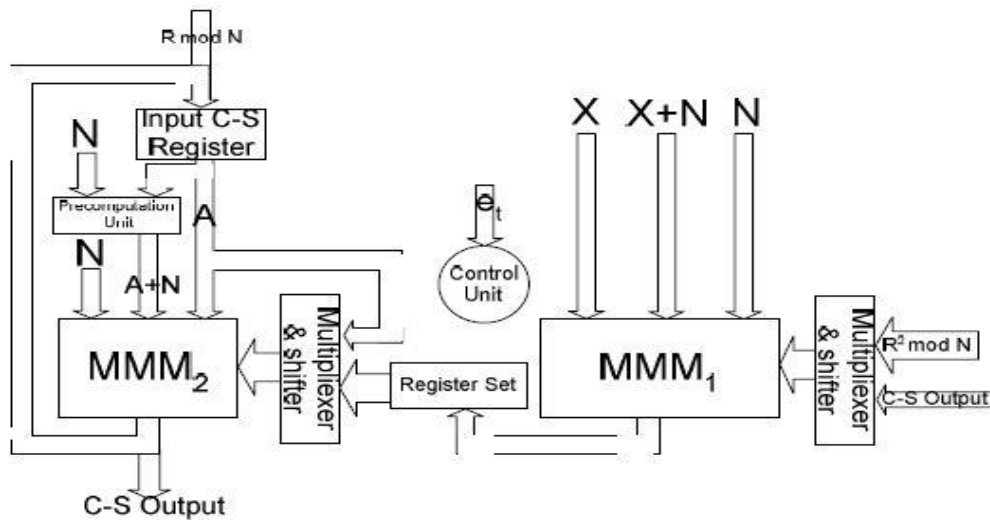 R mod N
Input C-S
Register
N
Precomputation
Unit
N
A+N
A
MMM2
Multiplexer
& shifter
C-S Output
et
Control
Unit
Register Set
X
X+N
N
MMM1
Multiplexer
& shifter
R² mod N
C-S Output